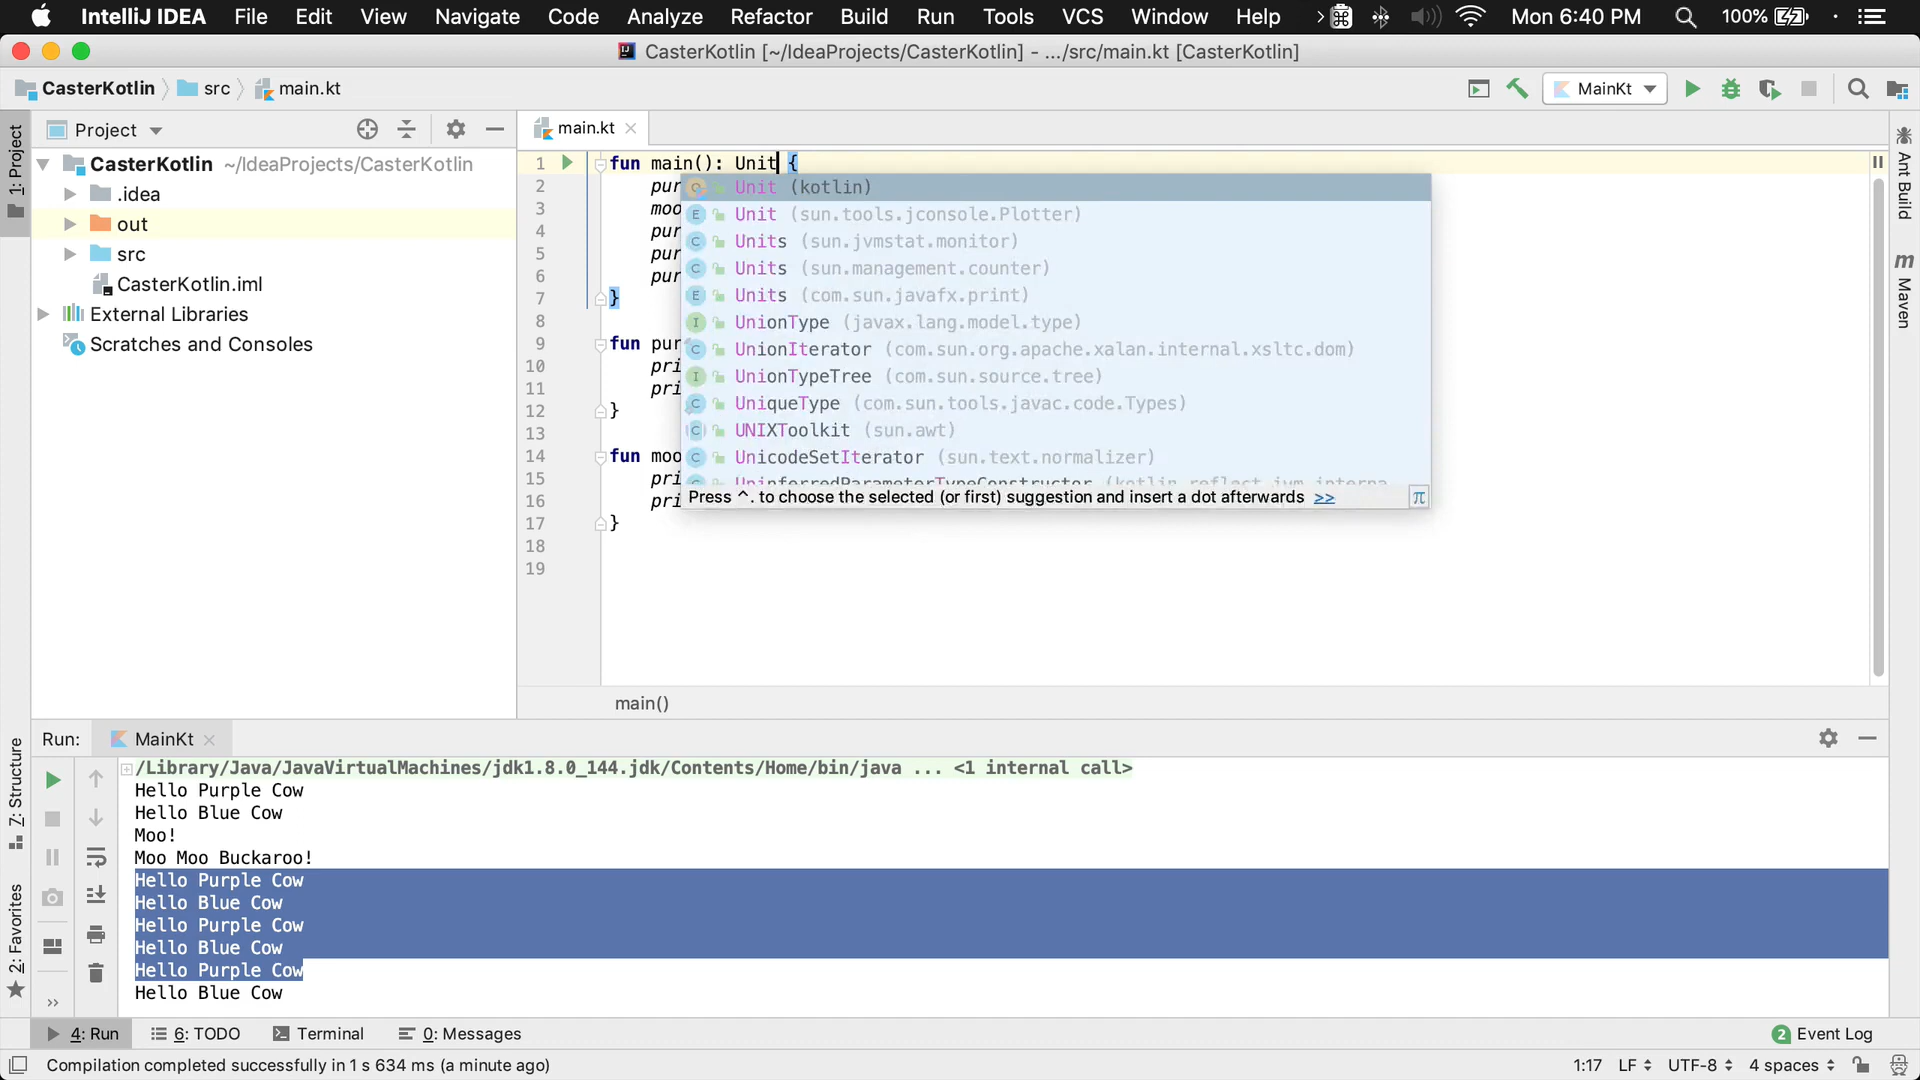 IntelliJ IDEA File Edit View Navigate Code Analyze Refactor Build Run Tools VCS Window Help Mon 6:40 PM 100%
CasterKotlin [~/IdeaProjects/CasterKotlin] - .../src/main.kt [CasterKotlin]
CasterKotlin src main.kt MainKt
1: Project
Project
CasterKotlin ~/IdeaProjects/CasterKotlin
.idea
out
src
CasterKotlin.iml
External Libraries
Scratches and Consoles
Z: Structure
2: Favorites
main.kt
1 fun main(): Unit {
2 pur
3 moo
4 pur
5 pur
6 pur
7 }
8
9 fun pur
10 pri
11 pri
12 }
13
14 fun moo
15 pri
16 pri
17 }
18
19
Unit (kotlin)
Unit (sun.tools.jconsole.Plotter)
Units (sun.jvmstat.monitor)
Units (sun.management.counter)
Units (com.sun.javafx.print)
UnionType (javax.lang.model.type)
UnionIterator (com.sun.org.apache.xalan.internal.xsltc.dom)
UnionTypeTree (com.sun.source.tree)
UniqueType (com.sun.tools.javac.code.Types)
UNIXToolkit (sun.awt)
UnicodeSetIterator (sun.text.normalizer)
UninferredParameterTypeConstructor (kotlin.reflect.jvm.interna
Press ^. to choose the selected (or first) suggestion and insert a dot afterwards >> π
main()
Ant Build
m Maven
Run: MainKt
/Library/Java/JavaVirtualMachines/jdk1.8.0_144.jdk/Contents/Home/bin/java ... <1 internal call>
Hello Purple Cow
Hello Blue Cow
Moo!
Moo Moo Buckaroo!
Hello Purple Cow
Hello Blue Cow
Hello Purple Cow
Hello Blue Cow
Hello Purple Cow
Hello Blue Cow
4: Run 6: TODO Terminal 0: Messages 2 Event Log
Compilation completed successfully in 1 s 634 ms (a minute ago) 1:17 LF UTF-8 4 spaces